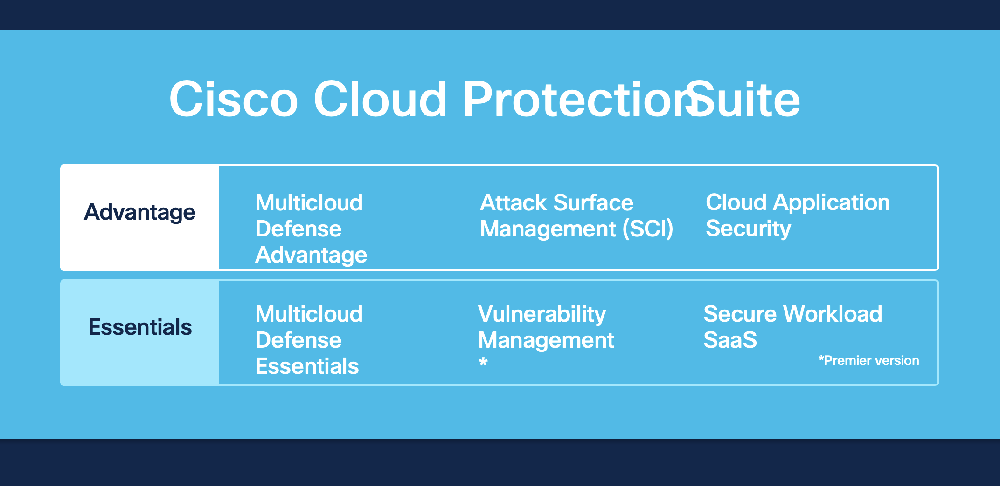 Cisco Cloud Protection Suite
Advantage
Multicloud
Defense
Advantage
Attack Surface
Management (SCI)
Cloud Application
Security
Essentials
Multicloud
Defense
Essentials
Vulnerability
Management
*
Secure Workload
SaaS
*Premier version